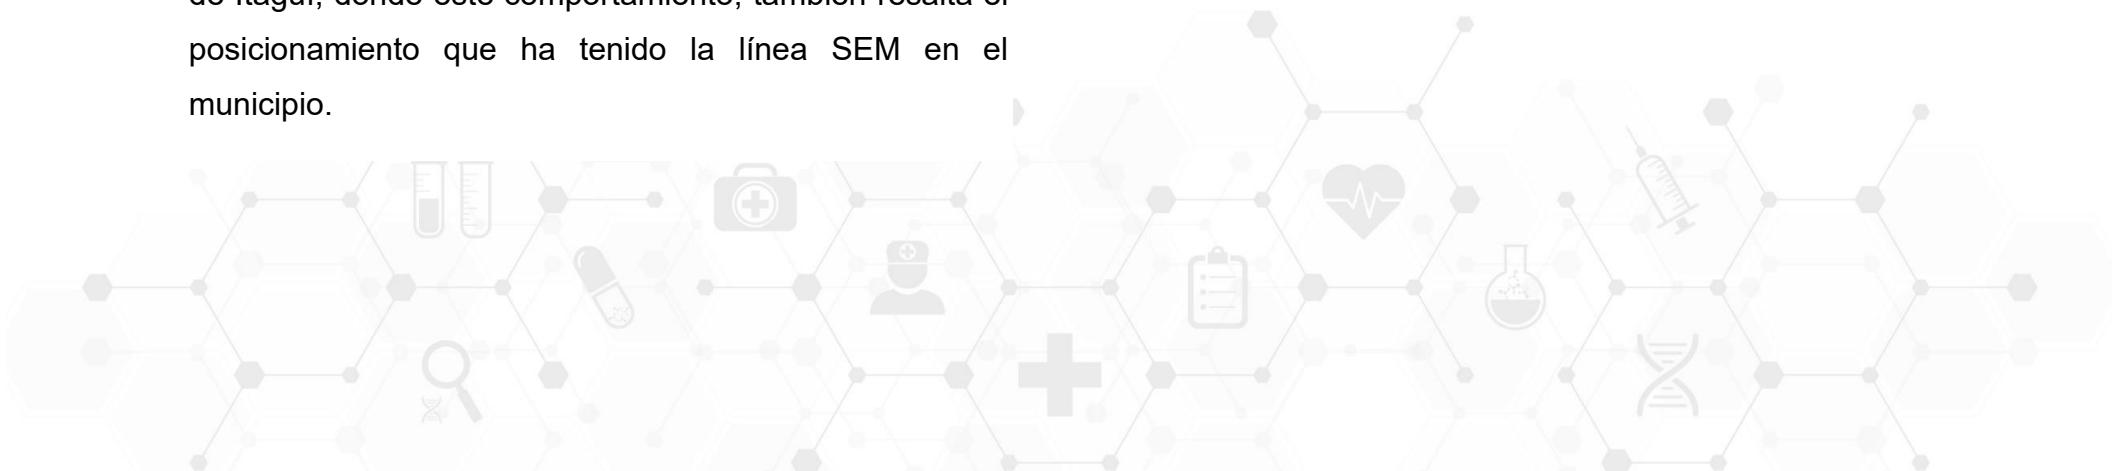 de Itagüí, donde este comportamiento, también resalta el
posicionamiento que ha tenido la línea SEM en el
municipio.